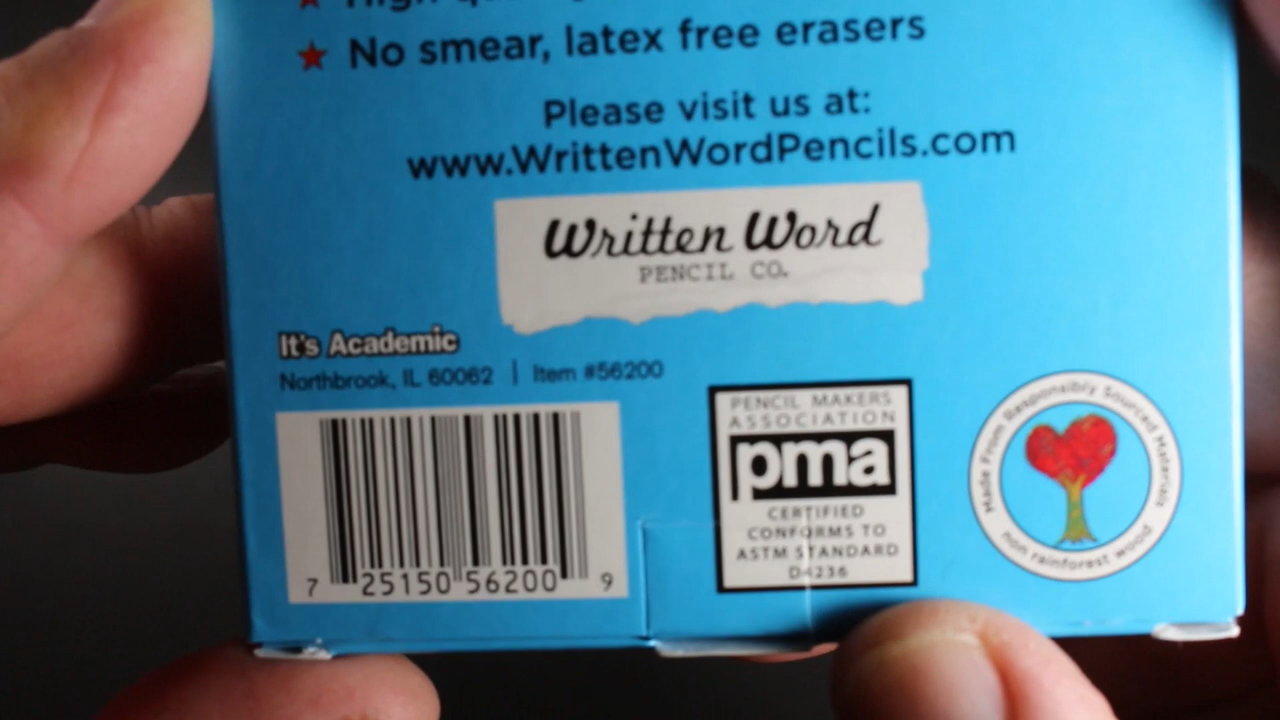 No smear, latex free erasers
Please visit us at:
www.WrittenWordPencils.com
Written Word
PENCIL CO.
It's Academic
Northbrook, IL 60062 | Item #56200
7 25150 56200 9
PENCIL MAKERS
ASSOCIATION
pma
CERTIFIED
CONFORMS TO
ASTM STANDARD
D4236
Made From Responsibly Sourced Materials
non rainforest wood